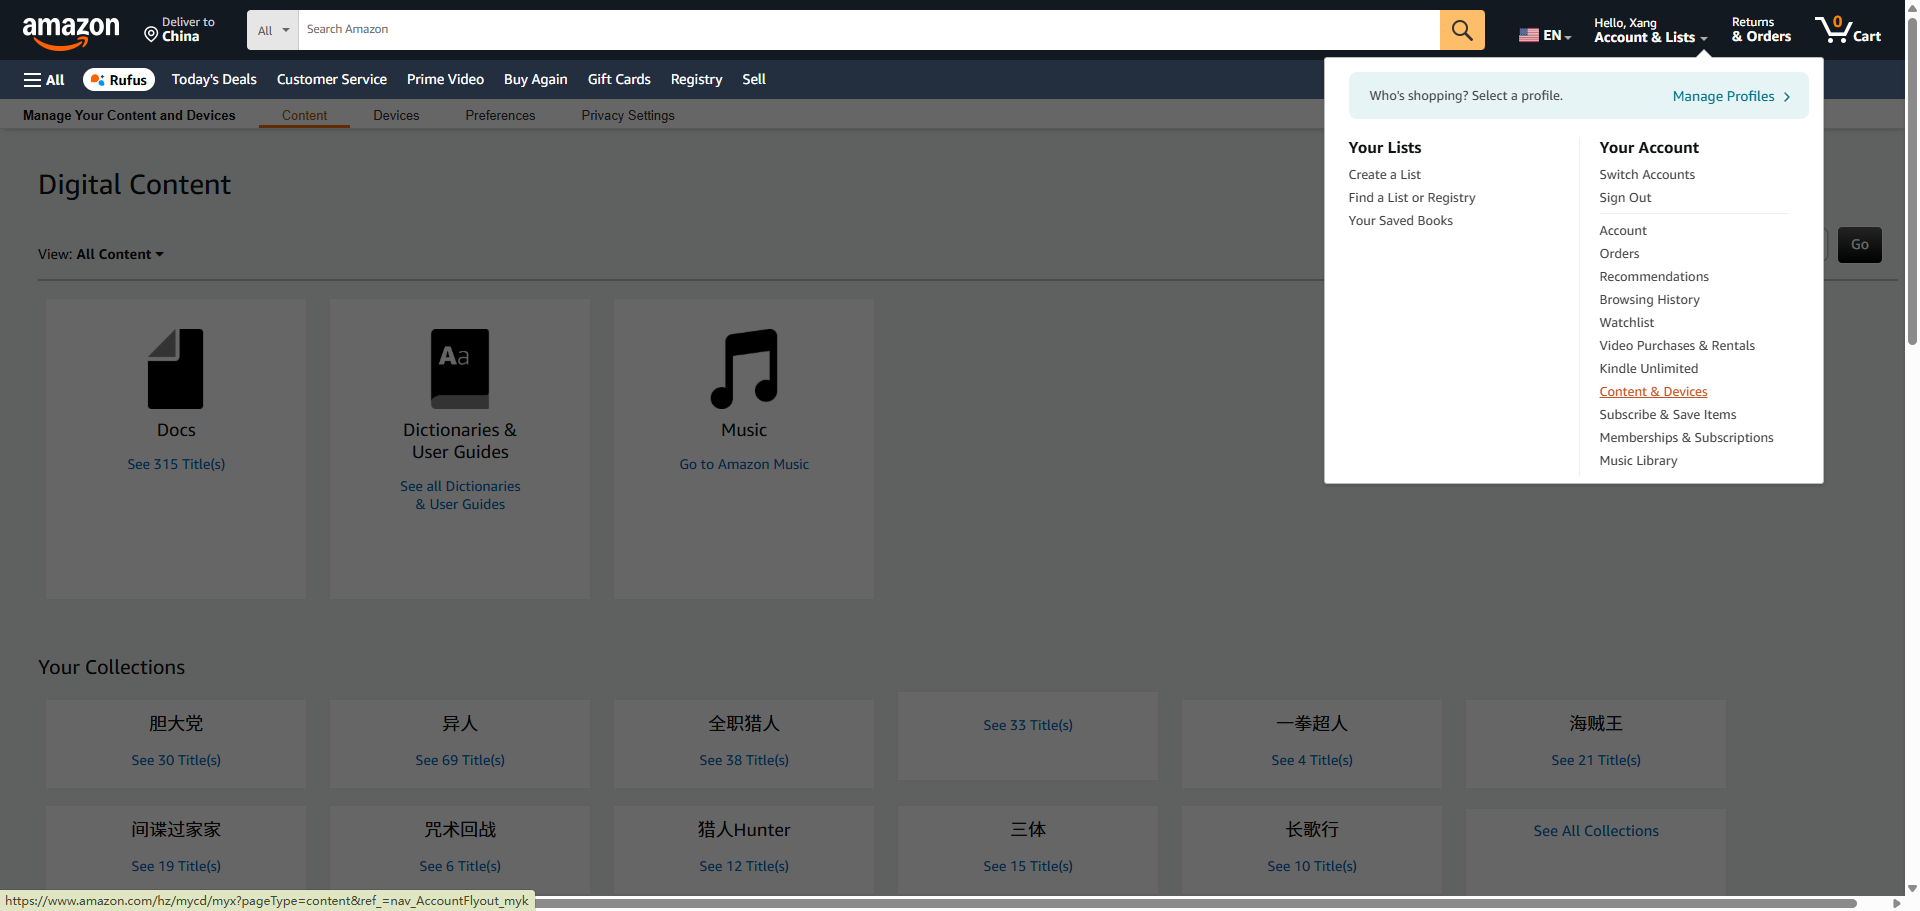 amazon
Deliver to
China
All
Search Amazon
EN
Hello, Xang
Account & Lists
Returns
& Orders
0
Cart
All
Rufus
Today's Deals
Customer Service
Prime Video
Buy Again
Gift Cards
Registry
Sell
Manage Your Content and Devices
Content
Devices
Preferences
Privacy Settings
Who's shopping? Select a profile.
Manage Profiles
Your Lists
Create a List
Find a List or Registry
Your Saved Books
Your Account
Switch Accounts
Sign Out
Account
Orders
Recommendations
Browsing History
Watchlist
Video Purchases & Rentals
Kindle Unlimited
Content & Devices
Subscribe & Save Items
Memberships & Subscriptions
Music Library
Digital Content
View: All Content
Go
Docs
See 315 Title(s)
Aa
Dictionaries &
User Guides
See all Dictionaries
& User Guides
Music
Go to Amazon Music
Your Collections
胆大党
See 30 Title(s)
异人
See 69 Title(s)
全职猎人
See 38 Title(s)
See 33 Title(s)
一拳超人
See 4 Title(s)
海贼王
See 21 Title(s)
间谍过家家
See 19 Title(s)
咒术回战
See 6 Title(s)
猎人Hunter
See 12 Title(s)
三体
See 15 Title(s)
长歌行
See 10 Title(s)
See All Collections
https://www.amazon.com/hz/mycd/myx?pageType=content&ref_=nav_AccountFlyout_myk